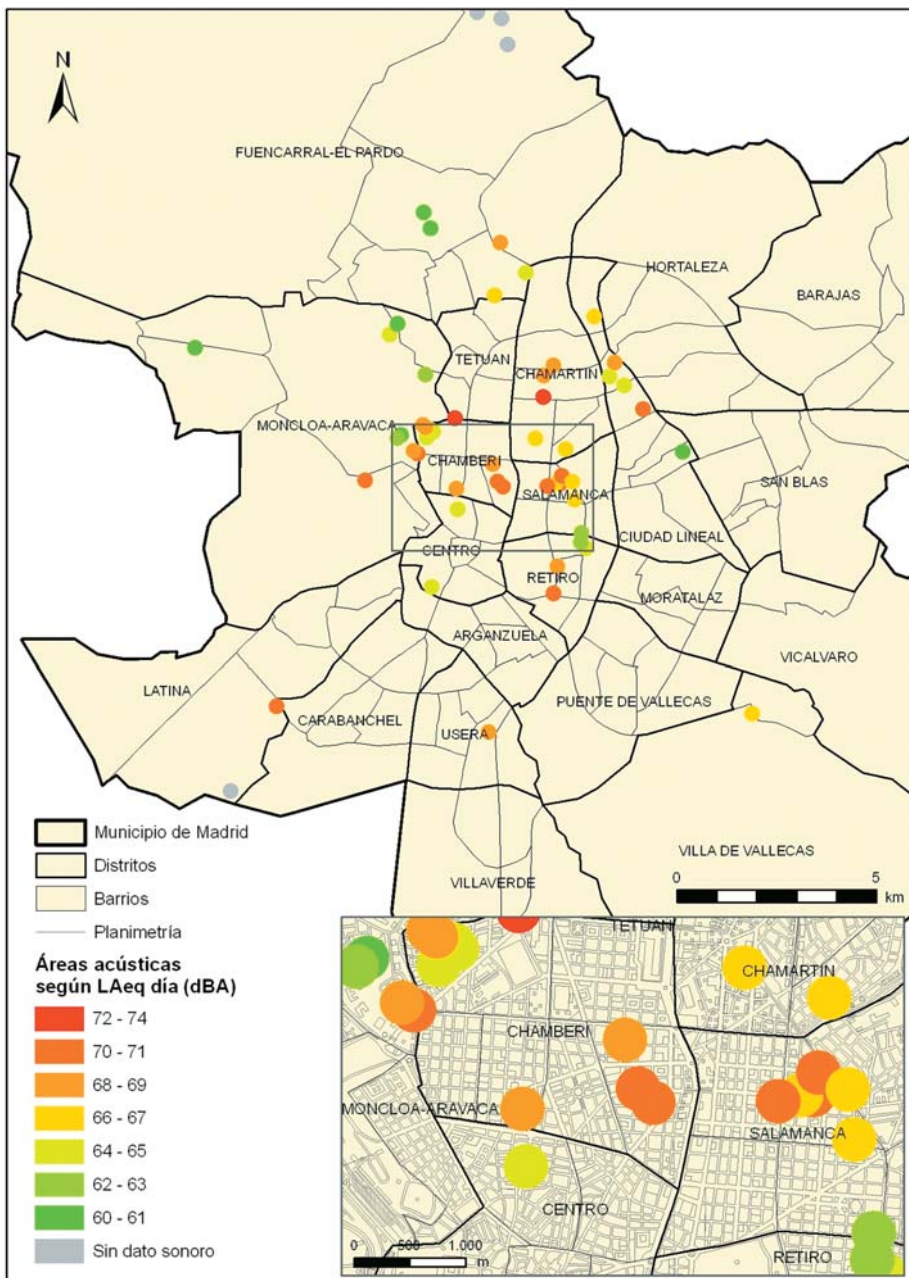 N
FUENCARRAL-EL PARDO
HORTALEZA
BARAJAS
TETUAN
CHAMARTIN
MONCLOA-ARAVACA
CHAMBERI
SAN BLAS
SALAMANCA
CIUDAD LINEAL
CENTRO
RETIRO
MORATALAZ
ARGANZUELA
VICALVARO
LATINA
PUENTE DE VALLECAS
CARABANCHEL
USERA
VILLA DE VALLECAS
VILLAVERDE
0 5
km
Municipio de Madrid
Distritos
Barrios
Planimetría
Áreas acústicas
según LAeq día (dBA)
72 - 74
70 - 71
68 - 69
66 - 67
64 - 65
62 - 63
60 - 61
Sin dato sonoro
TETUAN
CHAMARTIN
CHAMBERI
MONCLOA-ARAVACA
SALAMANCA
CENTRO
RETIRO
0 500 1.000
m